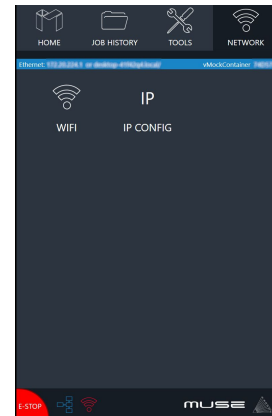 HOME JOB HISTORY TOOLS NETWORK
Ethernet: vMockContainer
IP
WIFI IP CONFIG
E-STOP MUSE